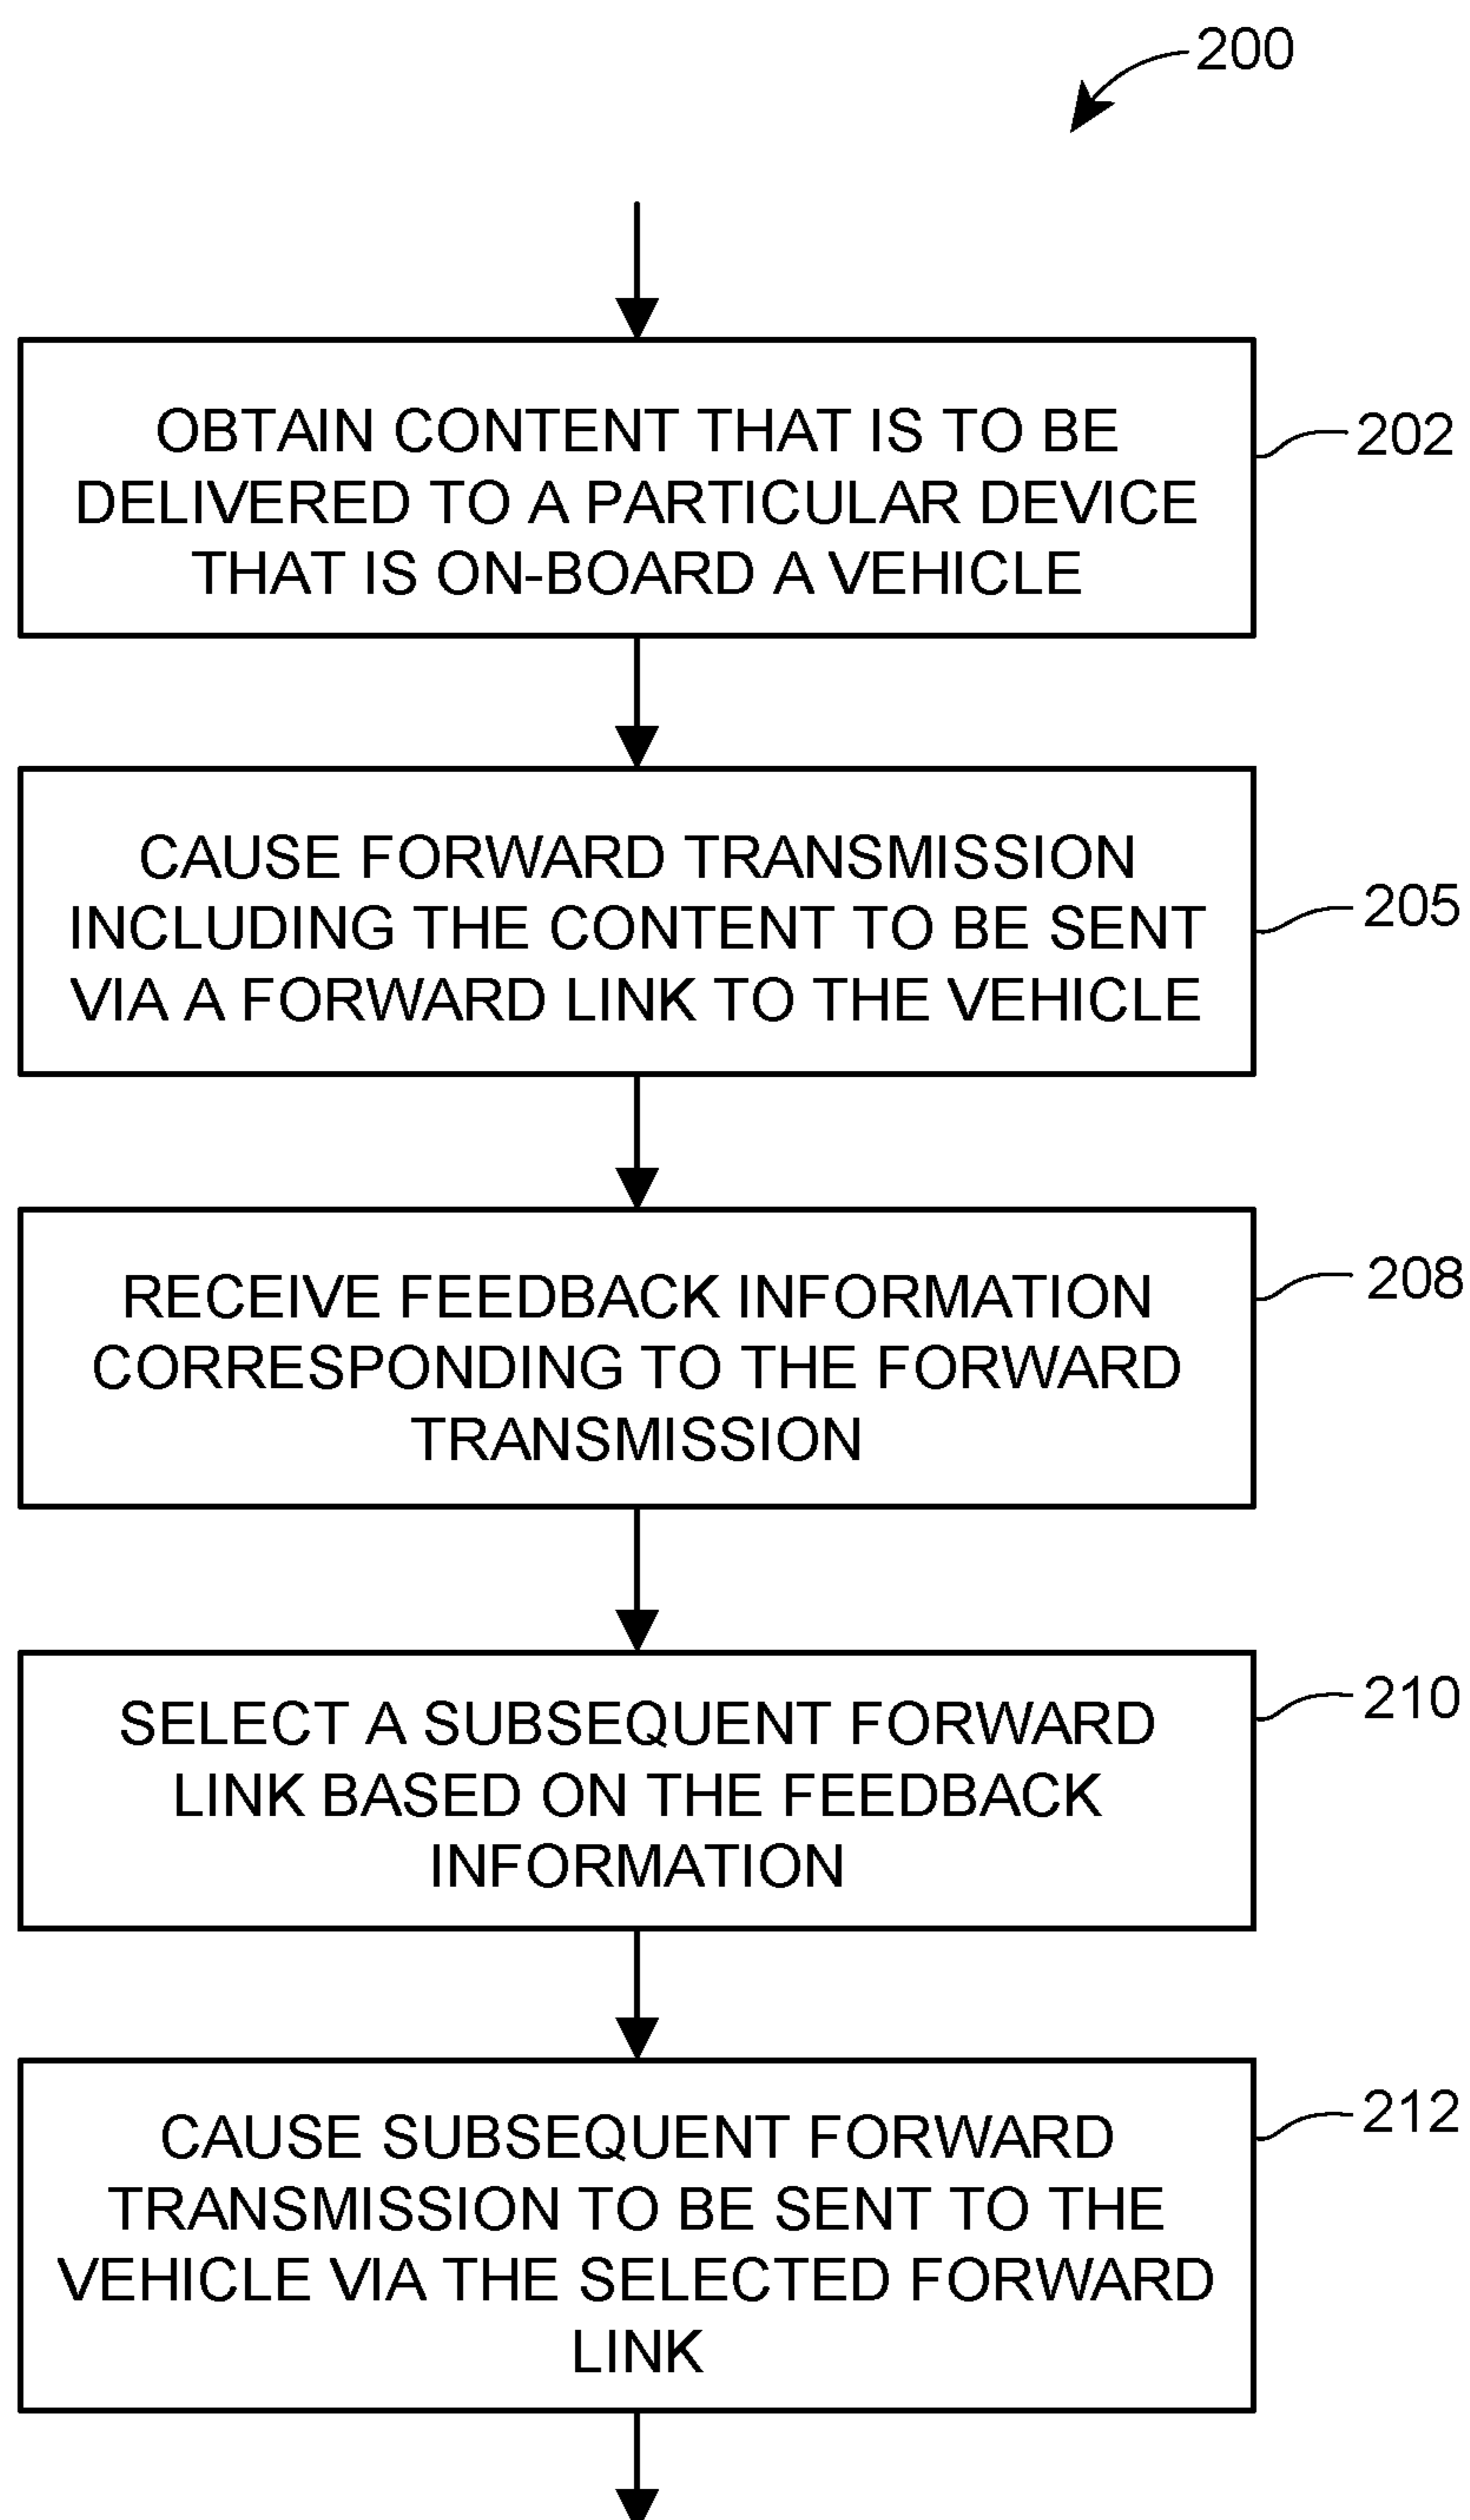 200
OBTAIN CONTENT THAT IS TO BE
DELIVERED TO A PARTICULAR DEVICE
THAT IS ON-BOARD A VEHICLE
202
CAUSE FORWARD TRANSMISSION
INCLUDING THE CONTENT TO BE SENT
VIA A FORWARD LINK TO THE VEHICLE
205
RECEIVE FEEDBACK INFORMATION
CORRESPONDING TO THE FORWARD
TRANSMISSION
208
SELECT A SUBSEQUENT FORWARD
LINK BASED ON THE FEEDBACK
INFORMATION
210
CAUSE SUBSEQUENT FORWARD
TRANSMISSION TO BE SENT TO THE
VEHICLE VIA THE SELECTED FORWARD
LINK
212